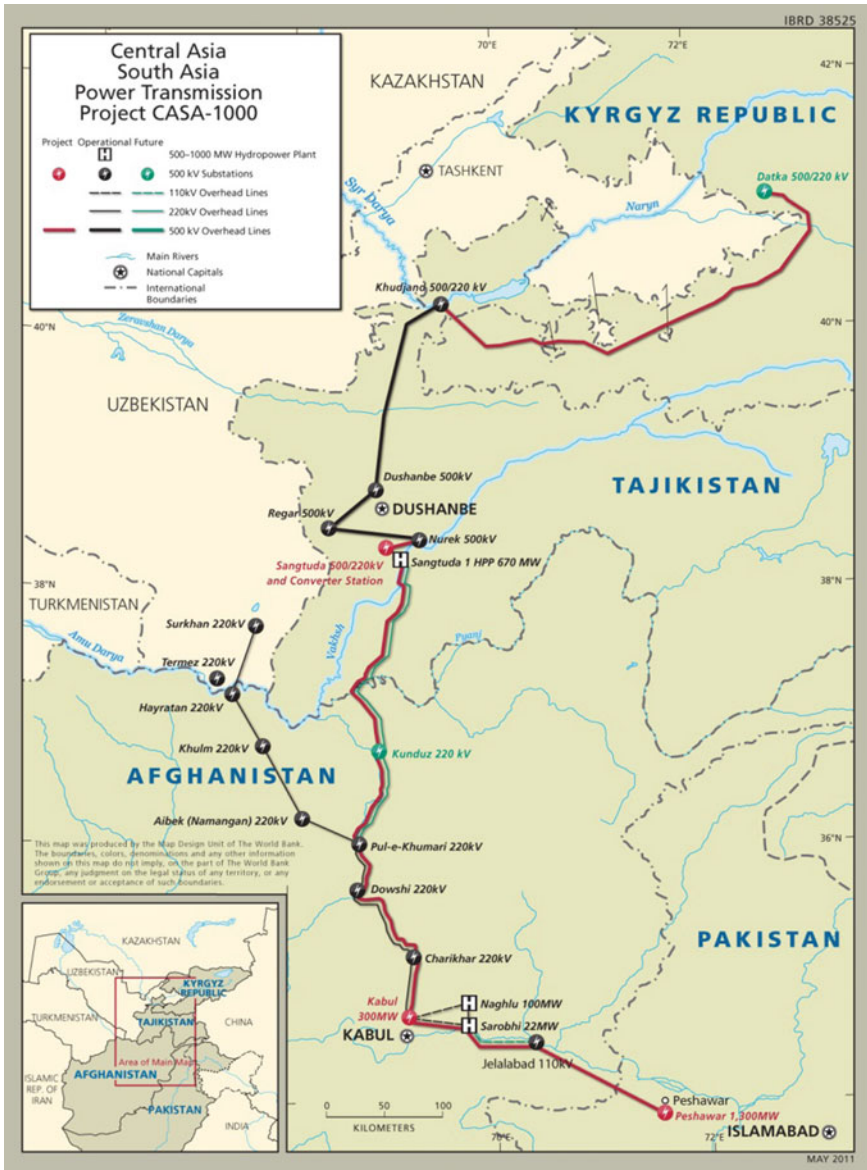 IBRD 38525
Central Asia
South Asia
Power Transmission
Project CASA-1000
Project Operational Future
H 500–1000 MW Hydropower Plant
500 kV Substations
110kV Overhead Lines
220kV Overhead Lines
500 kV Overhead Lines
Main Rivers
National Capitals
International
Boundaries
70°E
72°E
42°N
42°N
KAZAKHSTAN
KYRGYZ REPUBLIC
TASHKENT
Datka 500/220 kV
Syr Darya
Naryn
Khudjand 500/220 kV
40°N
40°N
Zeravshan Darya
UZBEKISTAN
Dushanbe 500kV
TAJIKISTAN
DUSHANBE
Regar 500kV
Nurek 500kV
Sangtuda 500/220kV
and Converter Station
H
Sangtuda 1 HPP 670 MW
38°N
38°N
TURKMENISTAN
Surkhan 220kV
Vakhsh
Pyanj
Amu Darya
Termez 220kV
Hayratan 220kV
Khulm 220kV
Kunduz 220 kV
AFGHANISTAN
Aibek (Namangan) 220kV
36°N
Pul-e-Khumari 220kV
This map was produced by the Map Design Unit of The World Bank.
The boundaries, colors, denominations and any other information
shown on this map do not imply, on the part of The World Bank
Group, any judgment on the legal status of any territory, or any
endorsement or acceptance of such boundaries.
Dowshi 220kV
PAKISTAN
Charikhar 220kV
Kabul
300MW
H
Naghlu 100MW
H
Sarobhi 22MW
KABUL
Jelalabad 110kV
Peshawar
Peshawar 1,300MW
0 50 100
KILOMETERS
70°E
72°E
ISLAMABAD
KAZAKHSTAN
UZBEKISTAN
KYRGYZ
REPUBLIC
TURKMENISTAN
TAJIKISTAN
CHINA
Area of Main Map
AFGHANISTAN
ISLAMIC
REP. OF
IRAN
PAKISTAN
INDIA
MAY 2011